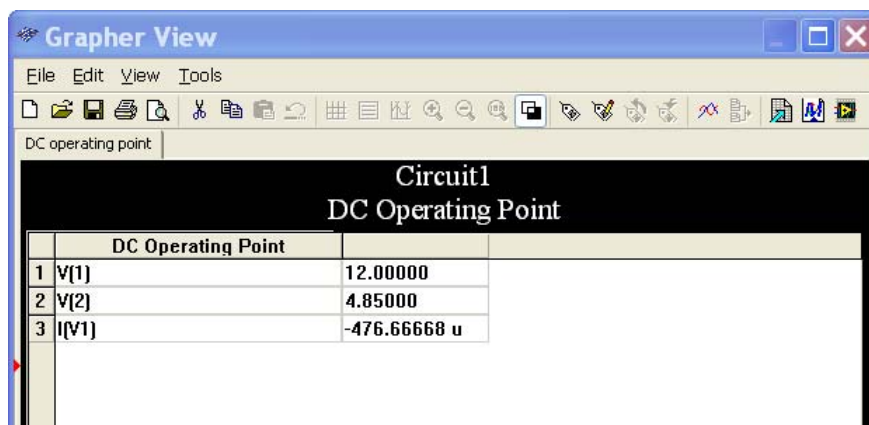 Grapher View
File Edit View Tools
DC operating point
Circuit1
DC Operating Point
DC Operating Point
1 V(1) 12.00000
2 V(2) 4.85000
3 I(V1) -476.66668 u